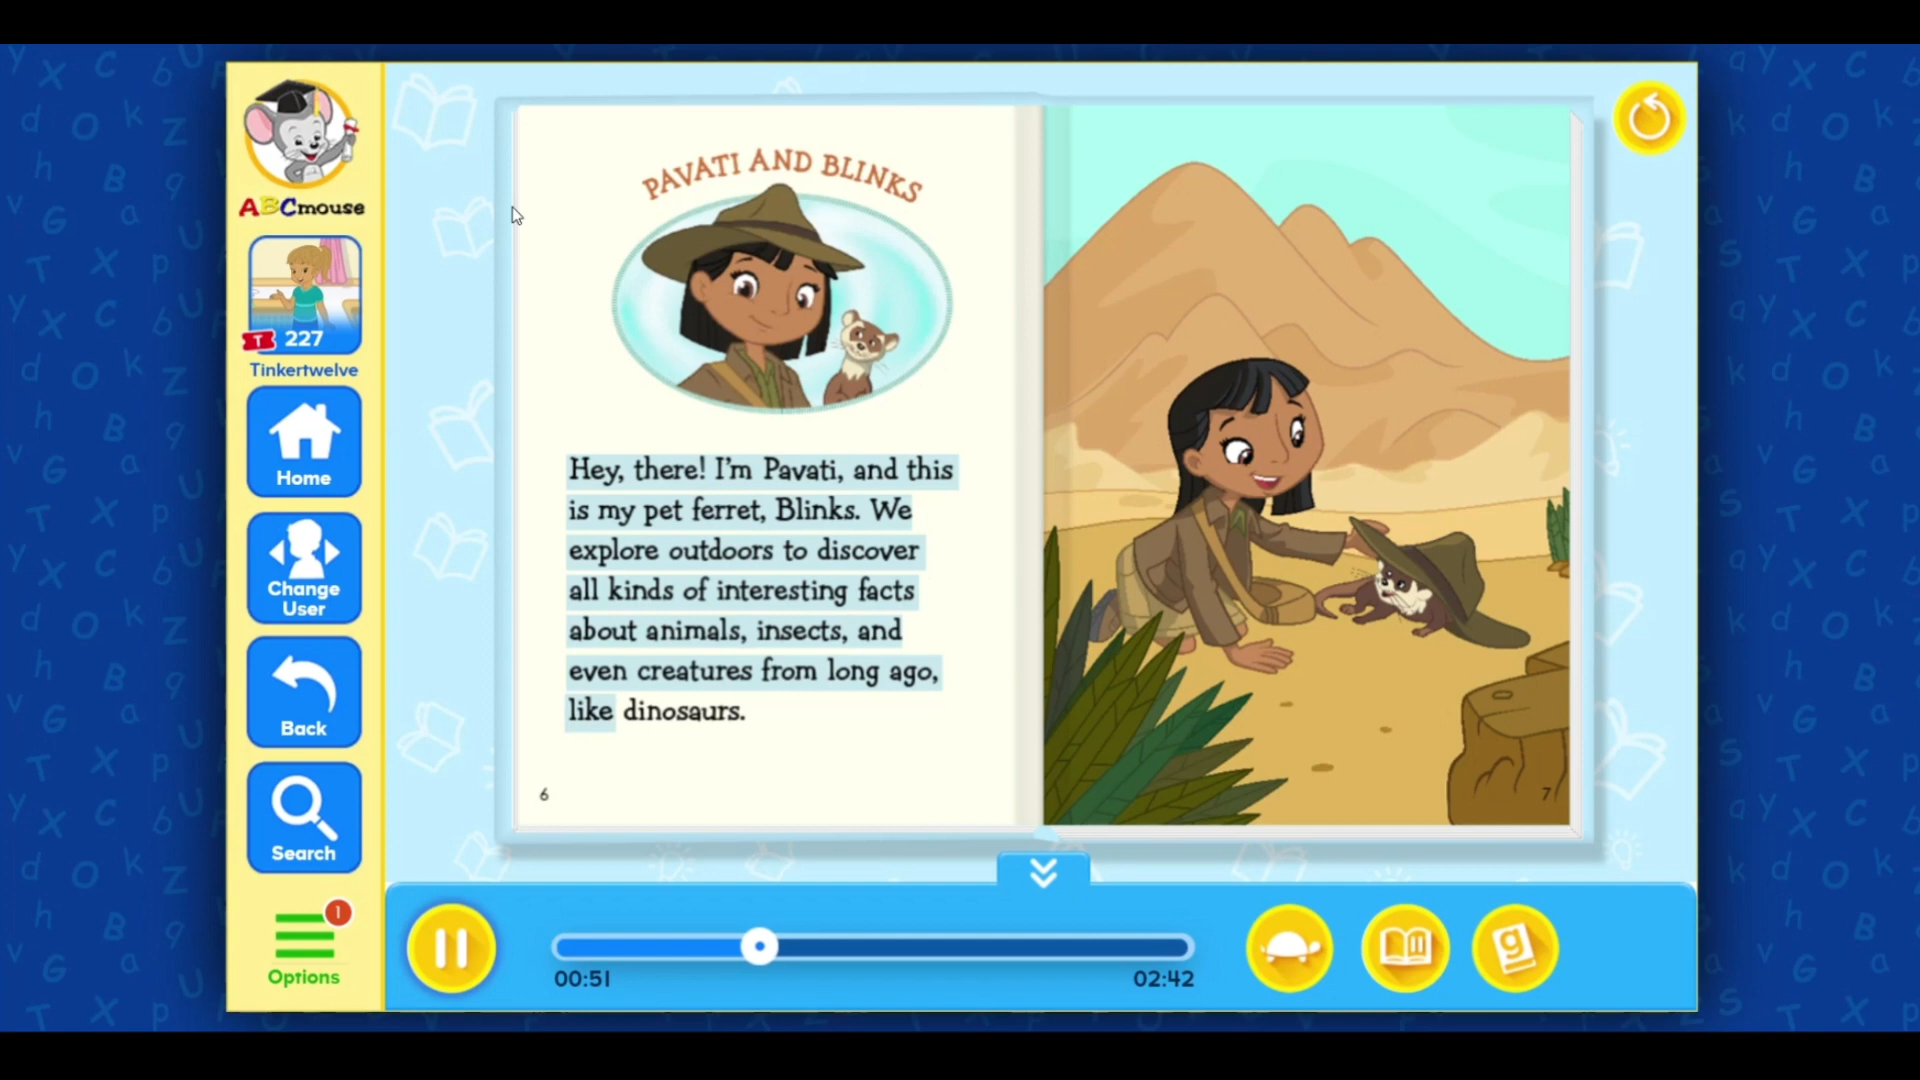 ABCmouse
T 227
Tinkertwelve
Home
Change
User
Back
Search
1
Options
PAVATI AND BLINKS
Hey, there! I'm Pavati, and this
is my pet ferret, Blinks. We
explore outdoors to discover
all kinds of interesting facts
about animals, insects, and
even creatures from long ago,
like dinosaurs.
6
7
00:51
02:42
g